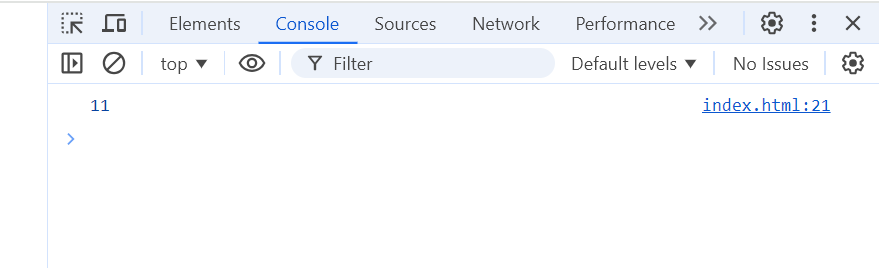 Elements Console Sources Network Performance
top Filter Default levels No Issues
11 index.html:21